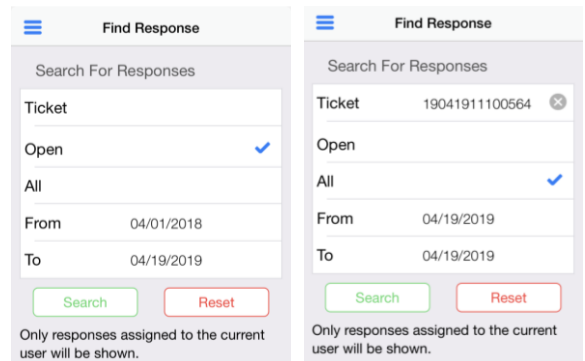 Find Response
Search For Responses
Ticket
Open
All
From 04/01/2018
To 04/19/2019
Search Reset
Only responses assigned to the current
user will be shown.
Find Response
Search For Responses
Ticket 19041911100564
Open
All
From 04/19/2019
To 04/19/2019
Search Reset
Only responses assigned to the current
user will be shown.